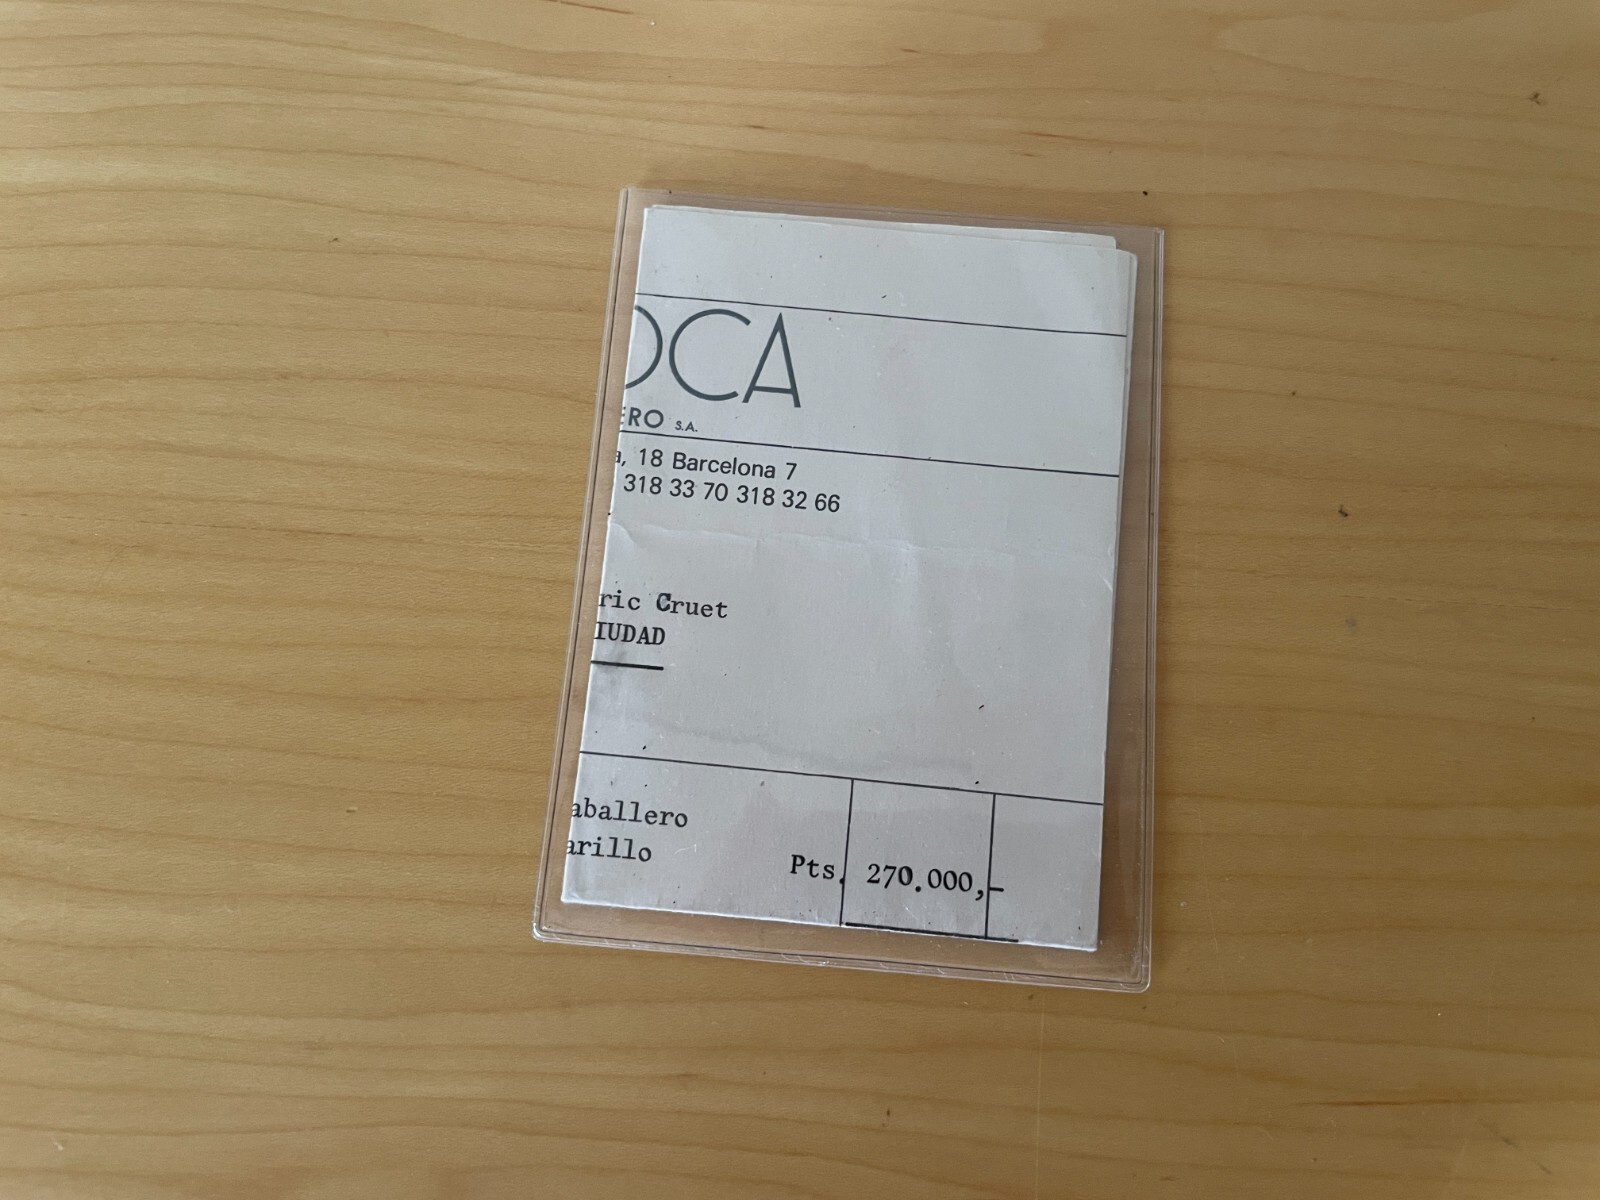 OCA
ERO S.A.
a, 18 Barcelona 7
318 33 70 318 32 66
ric Cruet
IUDAD
aballero
arillo
Pts. 270.000,-